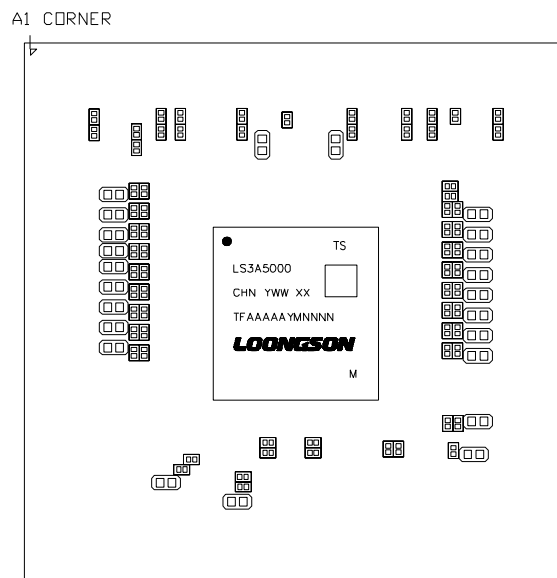 A1 CORNER
TS
LS3A5000
CHN YWW XX
TFAAAAAYMNNNN
LOONGSON
M